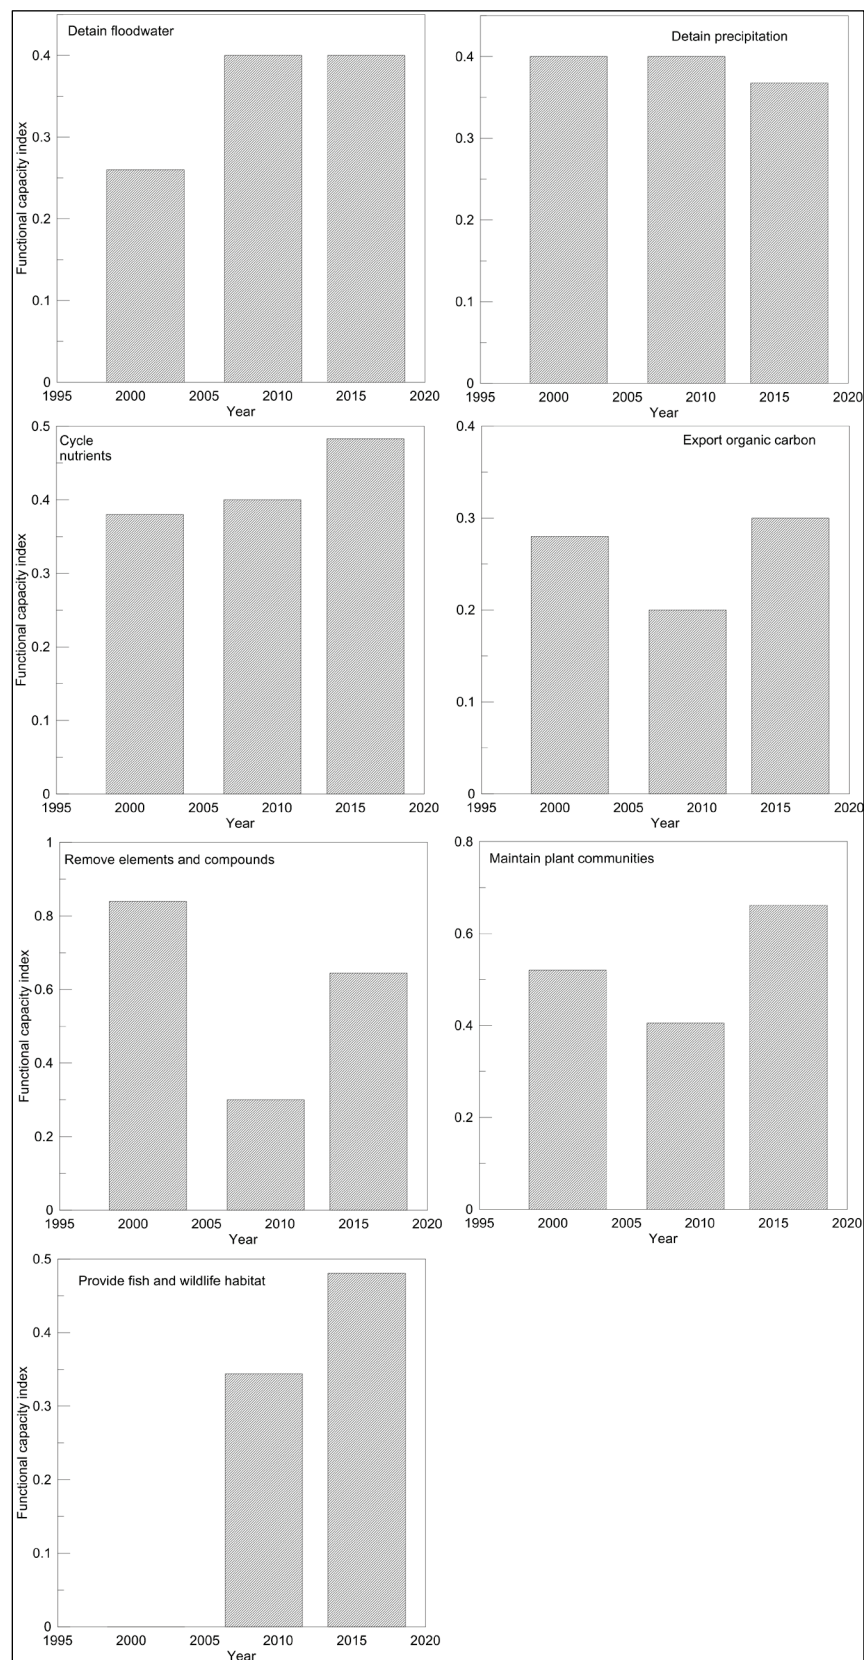 Detain floodwater
0.4
0.3
0.2
0.1
0
Functional capacity index
1995 2000 2005 2010 2015 2020
Year
Detain precipitation
0.4
0.3
0.2
0.1
0
1995 2000 2005 2010 2015 2020
Year
Cycle
nutrients
0.5
0.4
0.3
0.2
0.1
0
Functional capacity index
1995 2000 2005 2010 2015 2020
Year
Export organic carbon
0.4
0.3
0.2
0.1
0
1995 2000 2005 2010 2015 2020
Year
Remove elements and compounds
1
0.8
0.6
0.4
0.2
0
Functional capacity index
1995 2000 2005 2010 2015 2020
Year
Maintain plant communities
0.8
0.6
0.4
0.2
0
1995 2000 2005 2010 2015 2020
Year
Provide fish and wildlife habitat
0.5
0.4
0.3
0.2
0.1
0
Functional capacity index
1995 2000 2005 2010 2015 2020
Year